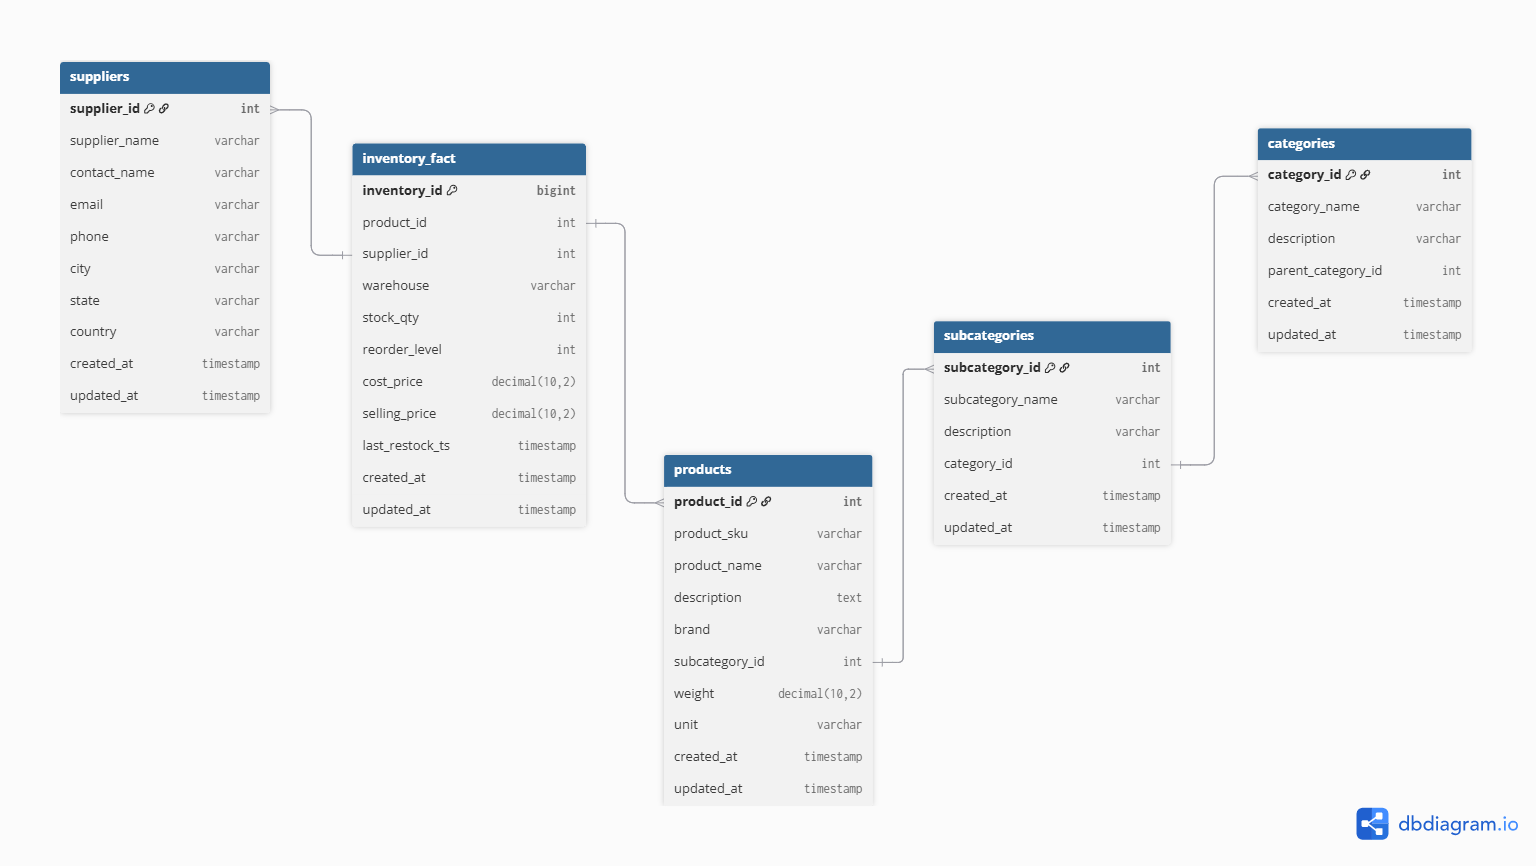 suppliers
supplier_id int
supplier_name varchar
contact_name varchar
email varchar
phone varchar
city varchar
state varchar
country varchar
created_at timestamp
updated_at timestamp
inventory_fact
inventory_id bigint
product_id int
supplier_id int
warehouse varchar
stock_qty int
reorder_level int
cost_price decimal(10,2)
selling_price decimal(10,2)
last_restock_ts timestamp
created_at timestamp
updated_at timestamp
products
product_id int
product_sku varchar
product_name varchar
description text
brand varchar
subcategory_id int
weight decimal(10,2)
unit varchar
created_at timestamp
updated_at timestamp
subcategories
subcategory_id int
subcategory_name varchar
description varchar
category_id int
created_at timestamp
updated_at timestamp
categories
category_id int
category_name varchar
description varchar
parent_category_id int
created_at timestamp
updated_at timestamp
dbdiagram.io